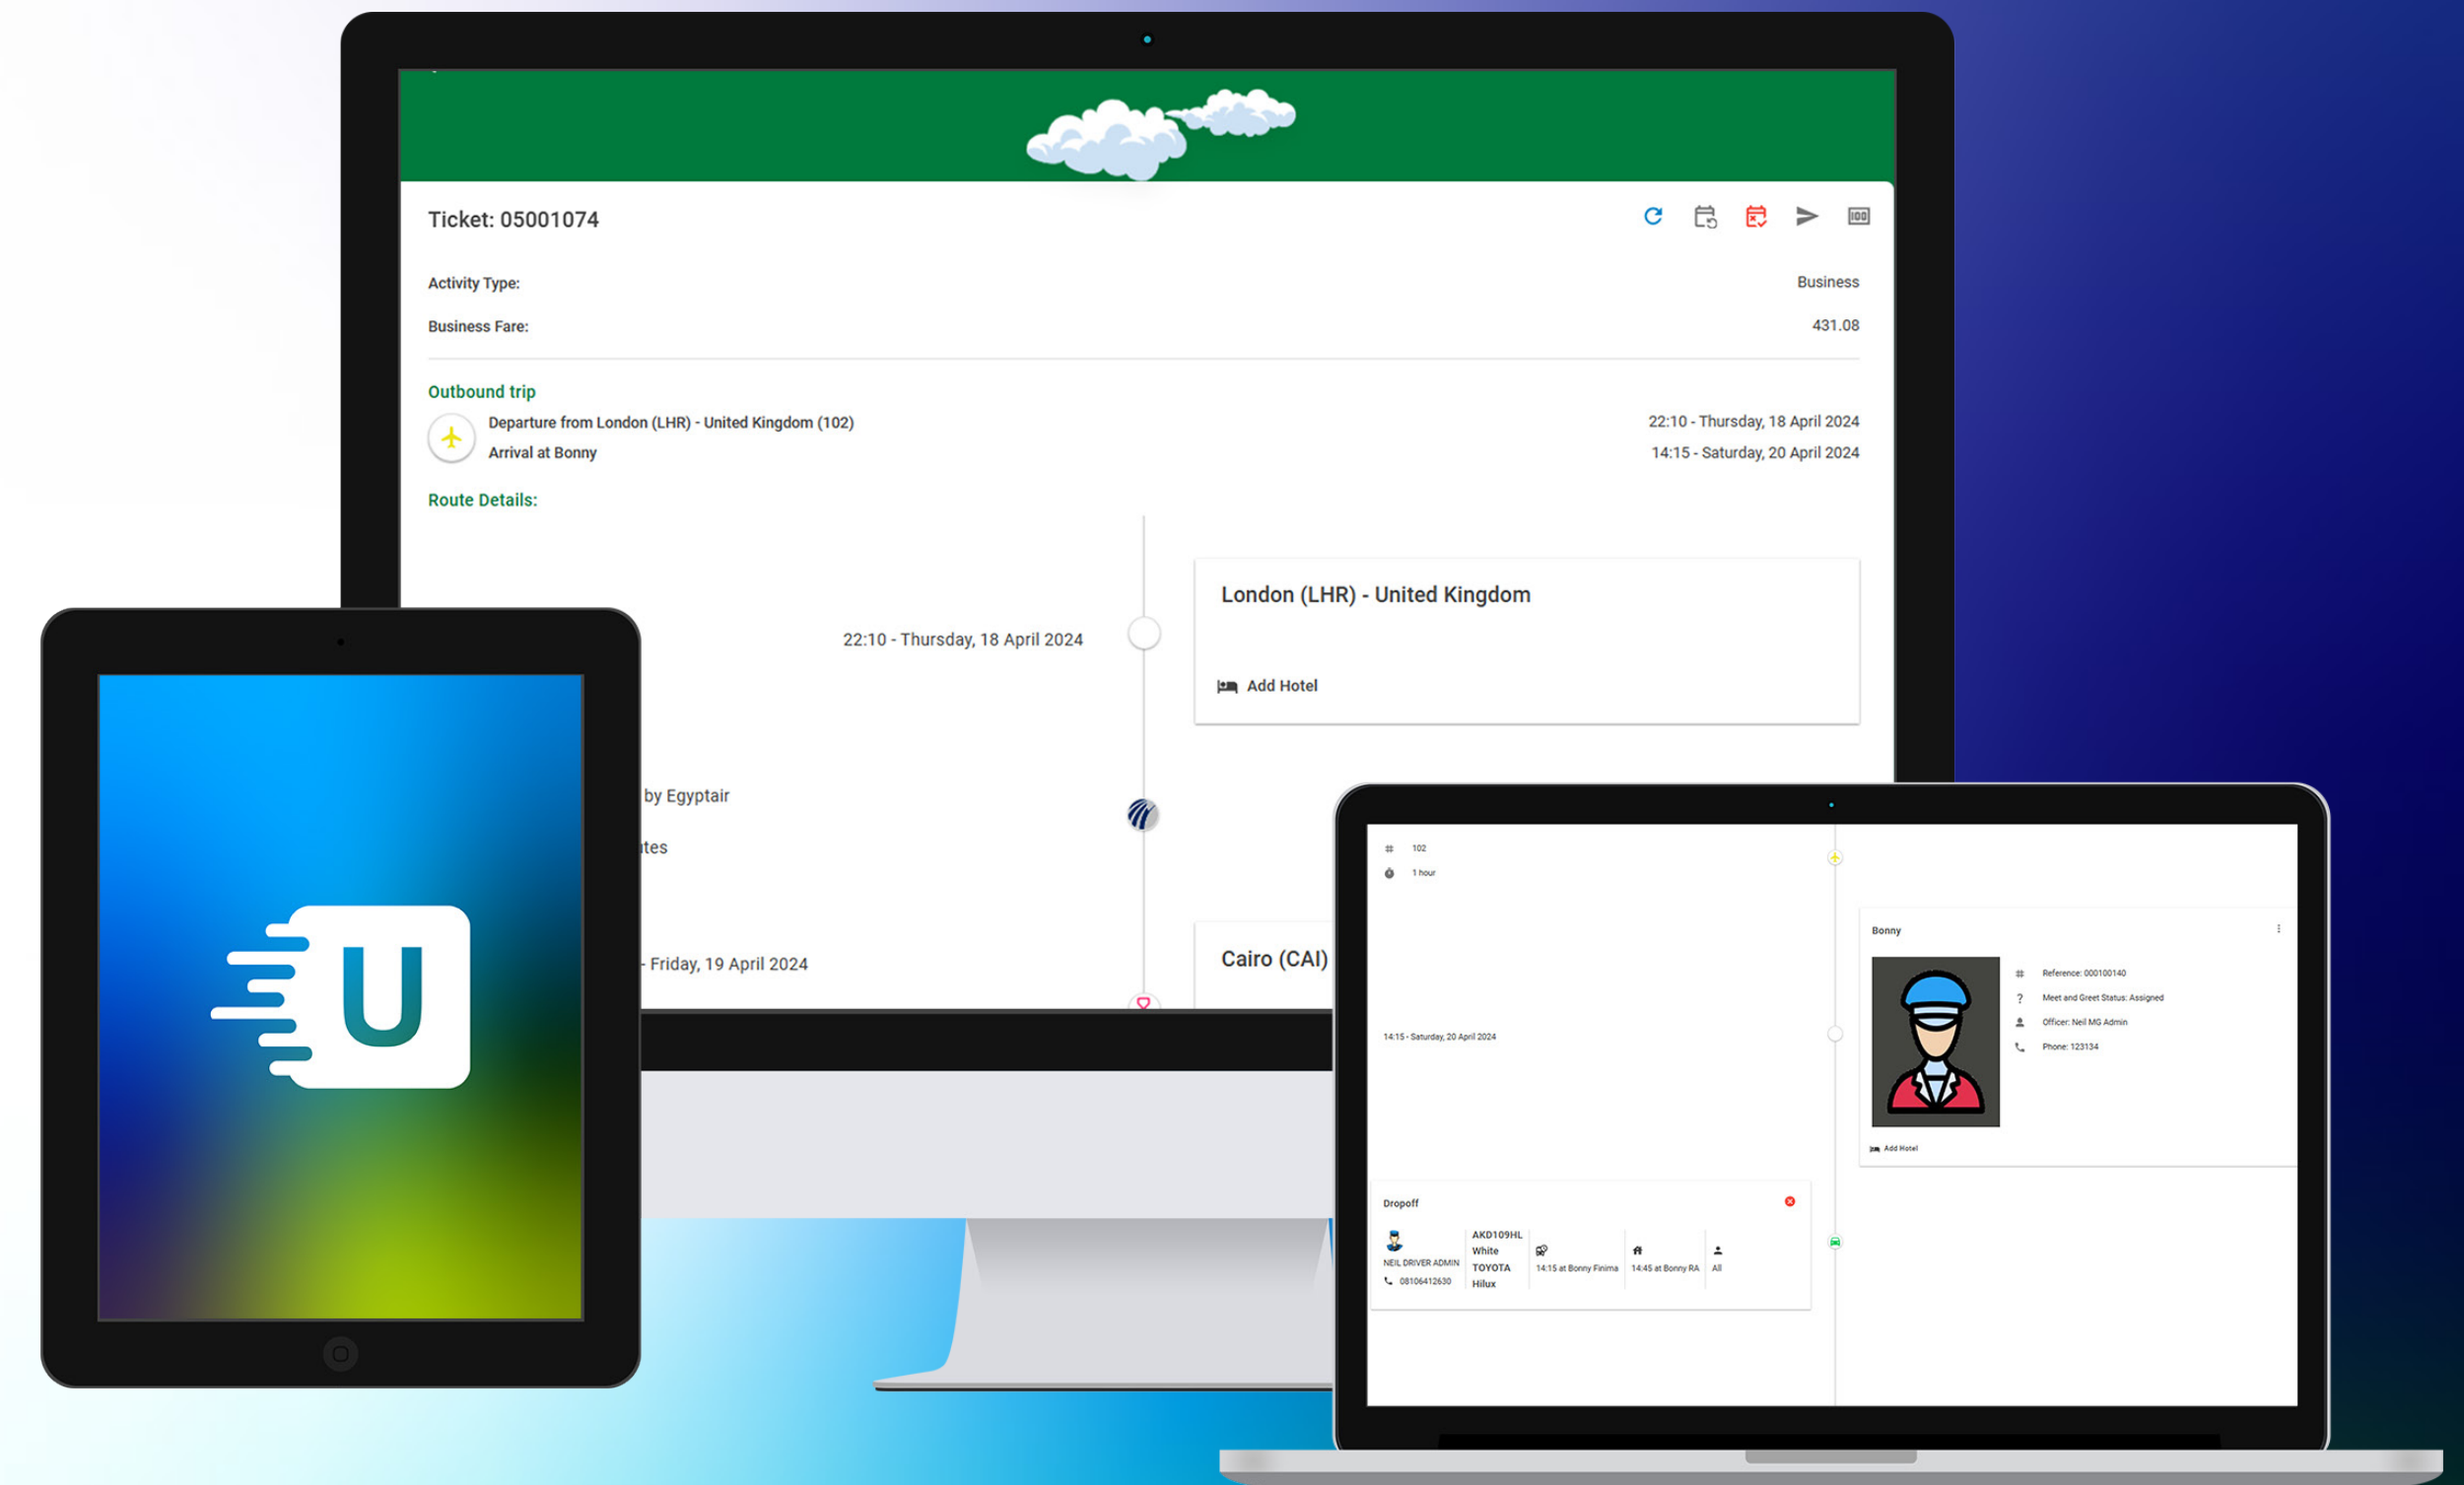 Ticket: 05001074
Activity Type:
Business
Business Fare:
431.08
Outbound trip
Departure from London (LHR) - United Kingdom (102)
22:10 - Thursday, 18 April 2024
Arrival at Bonny
14:15 - Saturday, 20 April 2024
Route Details:
London (LHR) - United Kingdom
22:10 - Thursday, 18 April 2024
Add Hotel
by Egyptair
- Friday, 19 April 2024
Cairo (CAI)
U
# 102
1 hour
Bonny
# Reference: 000100140
? Meet and Greet Status: Assigned
Officer: Neil MG Admin
Phone: 123134
14:15 - Saturday, 20 April 2024
Add Hotel
Dropoff
NEIL DRIVER ADMIN
08106412630
AKD109HL
White
TOYOTA
Hilux
14:15 at Bonny Finima
14:45 at Bonny RA
All